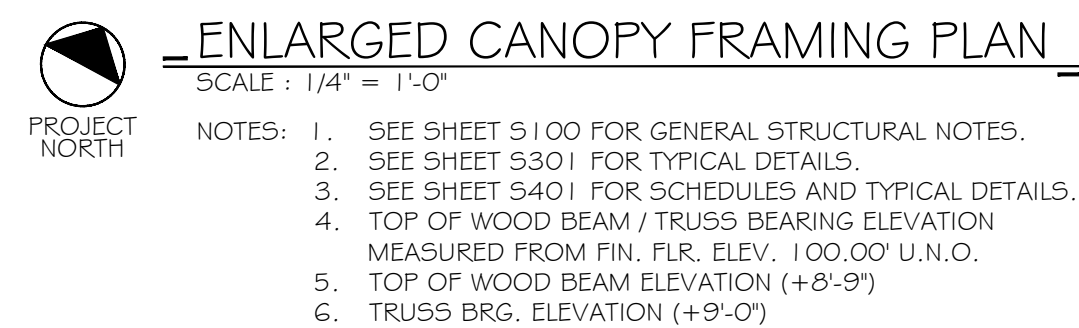 ENLARGED CANOPY FRAMING PLAN
SCALE : 1/4" = 1'-0"
PROJECT
NORTH
NOTES: 1. SEE SHEET S100 FOR GENERAL STRUCTURAL NOTES.
2. SEE SHEET S301 FOR TYPICAL DETAILS.
3. SEE SHEET S401 FOR SCHEDULES AND TYPICAL DETAILS.
4. TOP OF WOOD BEAM / TRUSS BEARING ELEVATION
MEASURED FROM FIN. FLR. ELEV. 100.00' U.N.O.
5. TOP OF WOOD BEAM ELEVATION (+8'-9")
6. TRUSS BRG. ELEVATION (+9'-0")